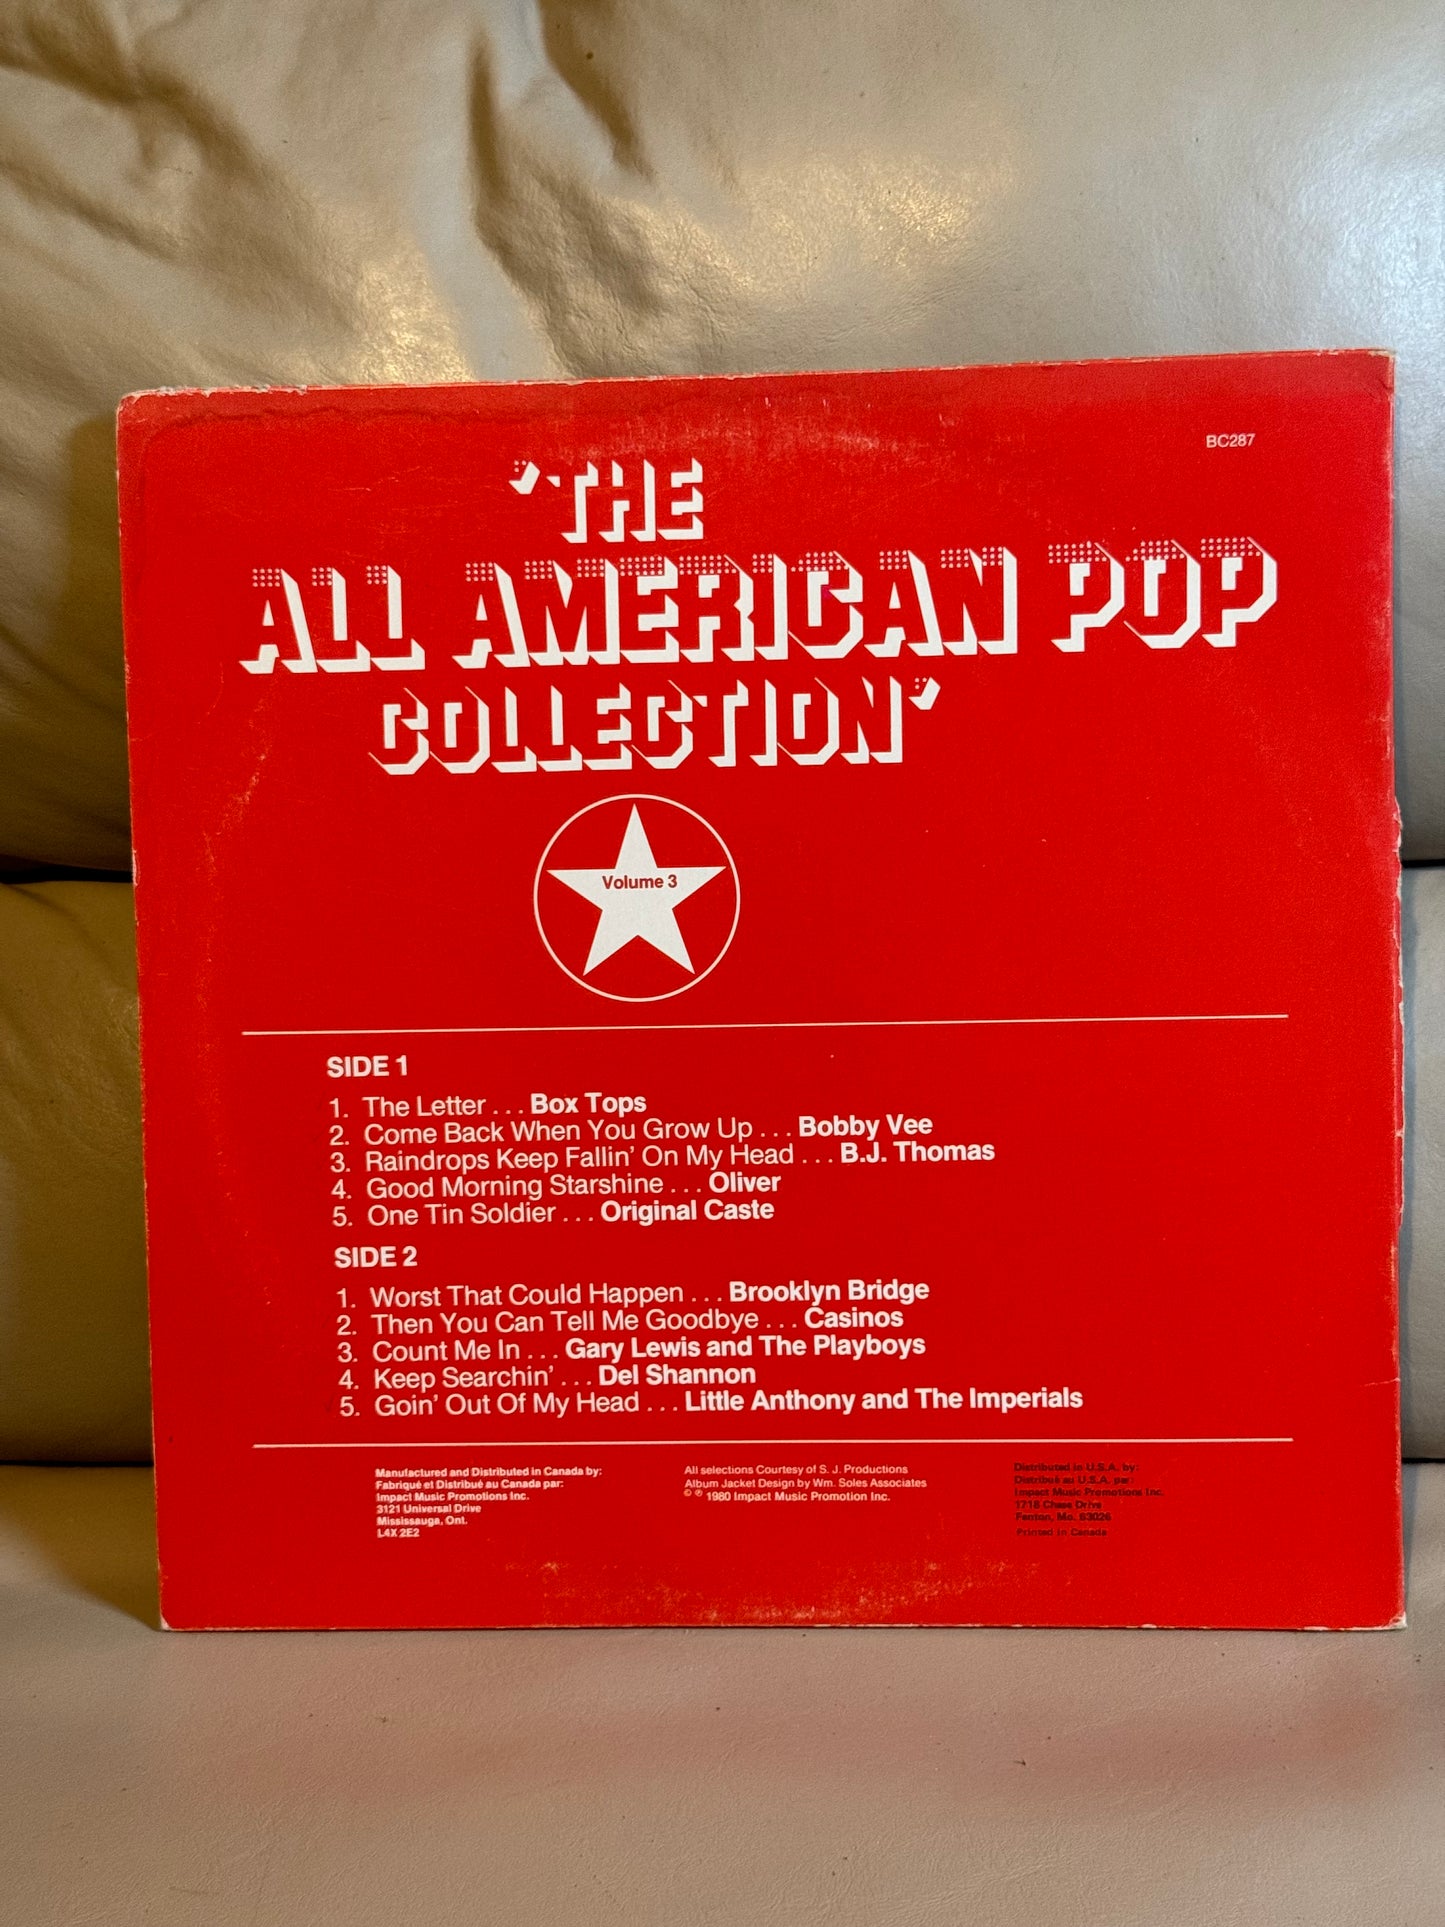 BC287
'THE
ALL AMERICAN POP
COLLECTION'
Volume 3
SIDE 1
1. The Letter . . . Box Tops
2. Come Back When You Grow Up . . . Bobby Vee
3. Raindrops Keep Fallin' On My Head . . . B.J. Thomas
4. Good Morning Starshine . . . Oliver
5. One Tin Soldier . . . Original Caste
SIDE 2
1. Worst That Could Happen . . . Brooklyn Bridge
2. Then You Can Tell Me Goodbye . . . Casinos
3. Count Me In . . . Gary Lewis and The Playboys
4. Keep Searchin' . . . Del Shannon
5. Goin' Out Of My Head . . . Little Anthony and The Imperials
Manufactured and Distributed in Canada by:
Fabriqué et Distribué au Canada par:
Impact Music Promotions Inc.
3121 Universal Drive
Mississauga, Ont.
L4X 2E2
All selections Courtesy of S. J. Productions
Album Jacket Design by Wm. Soles Associates
© ℗ 1980 Impact Music Promotion Inc.
Distributed in U.S.A. by:
Distribué au U.S.A. par:
Impact Music Promotions Inc.
1718 Chase Drive
Fenton, Mo. 63026
Printed in Canada